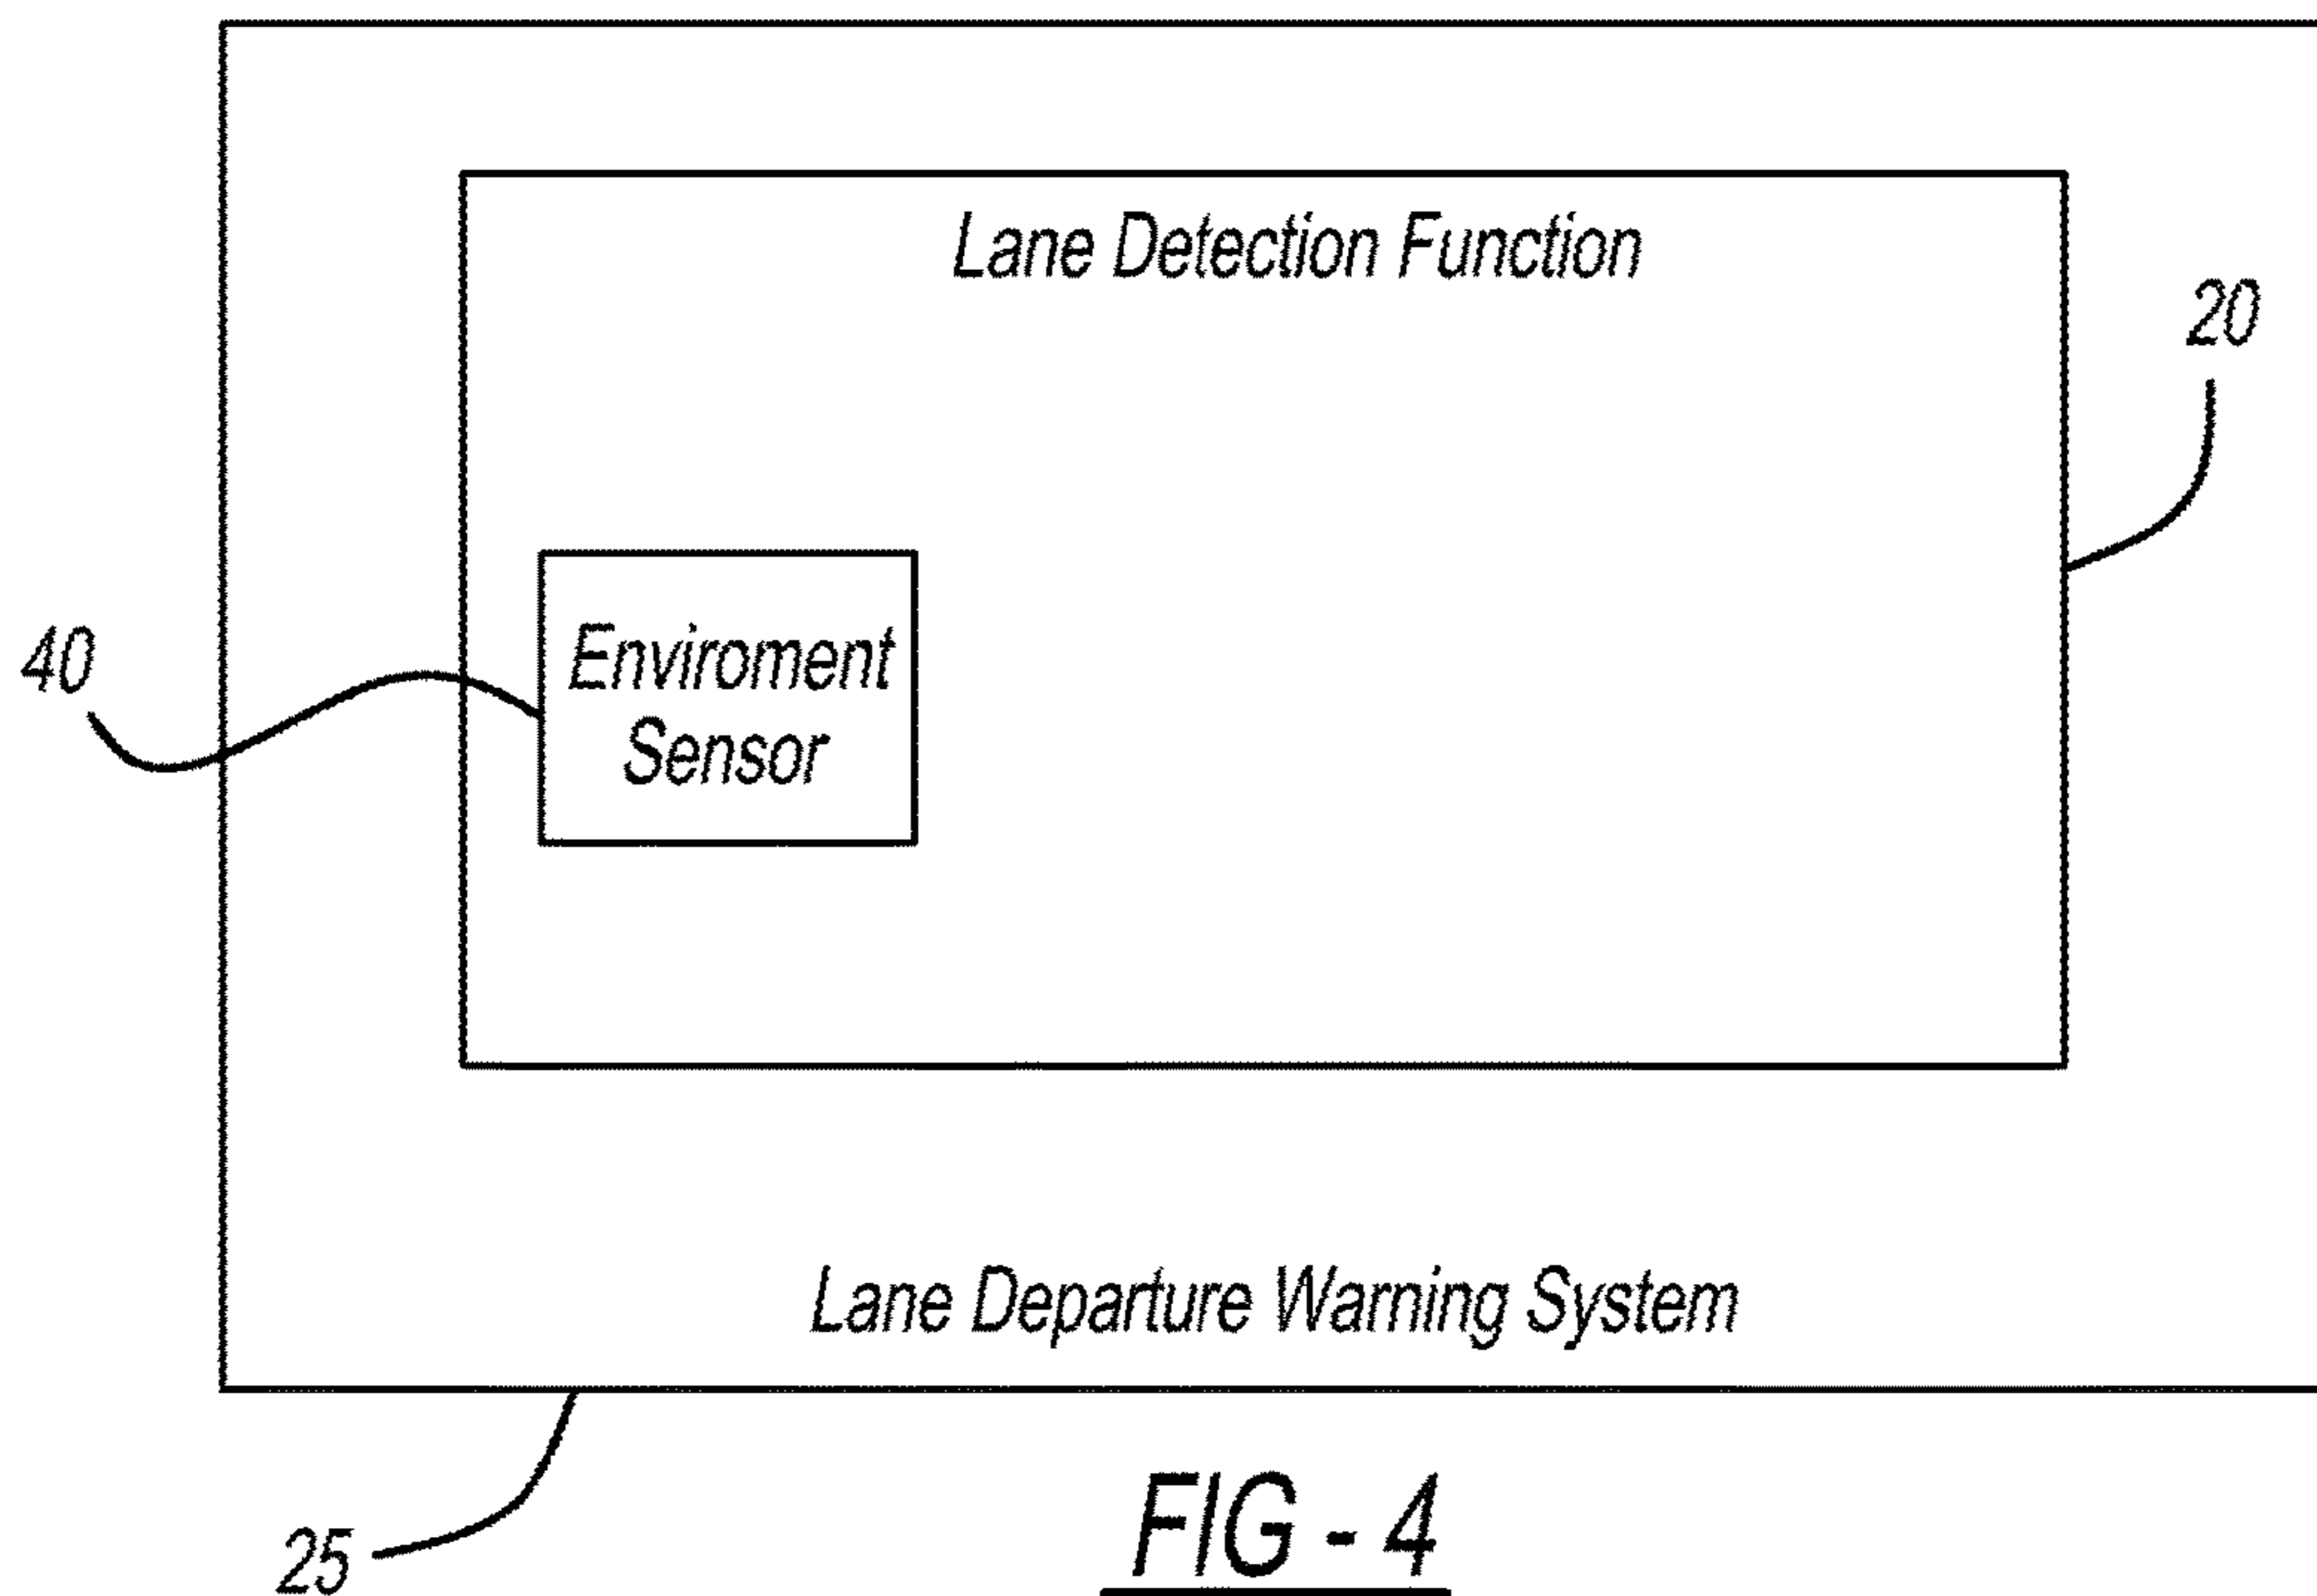 Lane Detection Function
20
40
Enviroment
Sensor
Lane Departure Warning System
25
FIG - 4